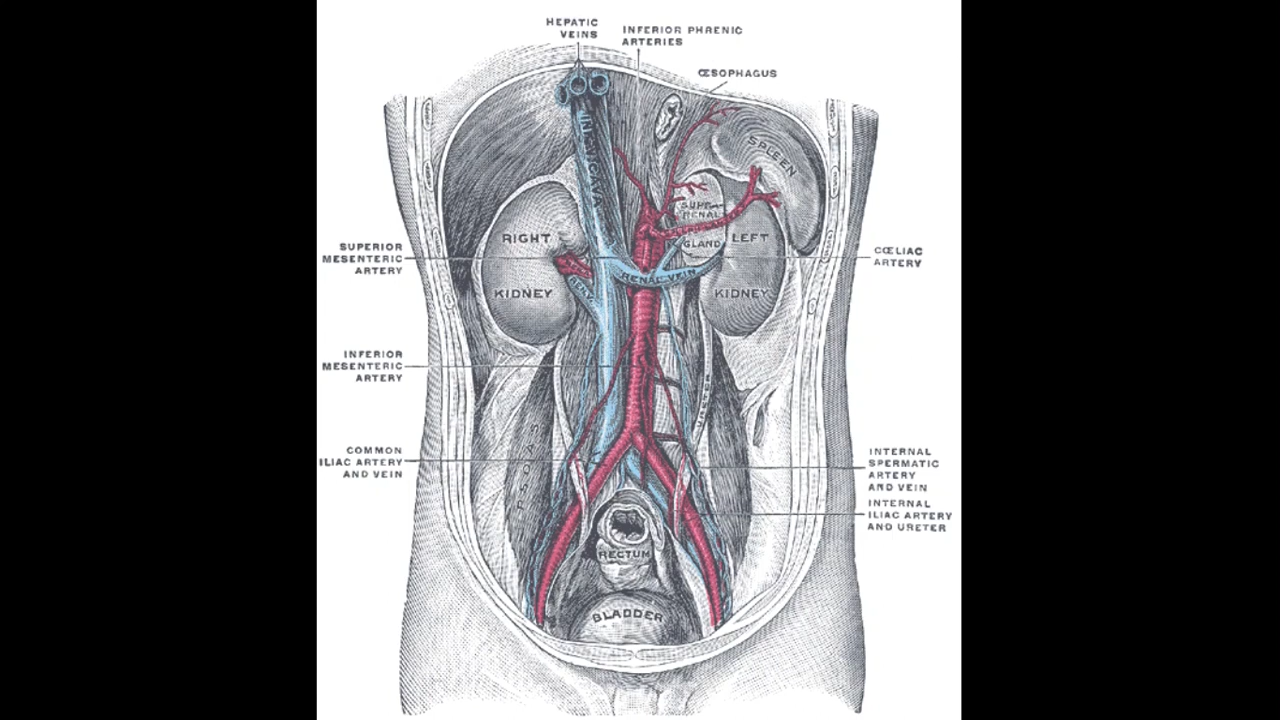 HEPATIC
VEINS
INFERIOR PHRENIC
ARTERIES
ŒSOPHAGUS
SPLEEN
SUPRA-
RENAL
GLAND
RIGHT
KIDNEY
LEFT
KIDNEY
RENAL VEIN
SUPERIOR
MESENTERIC
ARTERY
CŒLIAC
ARTERY
INFERIOR
MESENTERIC
ARTERY
COMMON
ILIAC ARTERY
AND VEIN
PSOAS
INTERNAL
SPERMATIC
ARTERY
AND VEIN
INTERNAL
ILIAC ARTERY
AND URETER
RECTUM
BLADDER